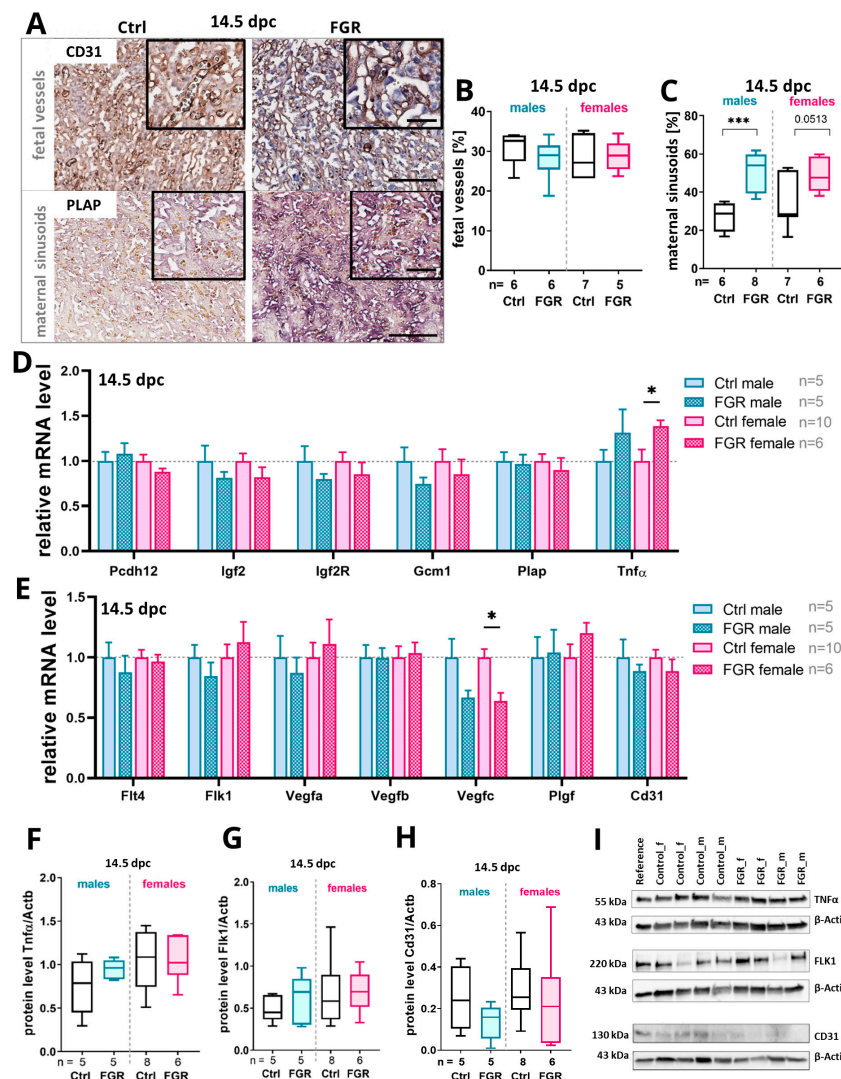 A
14.5 dpc
Ctrl
FGR
CD31
fetal vessels
PLAP
maternal sinusoids
B
14.5 dpc
males
females
fetal vessels [%]
40
30
20
10
0
n= 6 6 7 5
Ctrl FGR Ctrl FGR
C
14.5 dpc
males
females
maternal sinusoids [%]
***
0.0513
80
60
40
20
0
n= 6 8 7 6
Ctrl FGR Ctrl FGR
D
14.5 dpc
relative mRNA level
2.0
1.5
1.0
0.5
0.0
*
Pcdh12 Igf2 Igf2R Gcm1 Plap Tnfα
Ctrl male n=5
FGR male n=5
Ctrl female n=10
FGR female n=6
E
14.5 dpc
relative mRNA level
1.5
1.0
0.5
0.0
*
Flt4 Flk1 Vegfa Vegfb Vegfc Plgf Cd31
Ctrl male n=5
FGR male n=5
Ctrl female n=10
FGR female n=6
F
14.5 dpc
males
females
protein level Tnfα/Actb
2.0
1.5
1.0
0.5
0.0
n = 5 5 8 6
Ctrl FGR Ctrl FGR
G
14.5 dpc
males
females
protein level Flk1/Actb
2.0
1.5
1.0
0.5
0.0
n = 5 5 8 6
Ctrl FGR Ctrl FGR
H
14.5 dpc
males
females
protein level Cd31/Actb
0.8
0.6
0.4
0.2
0.0
n = 5 5 8 6
Ctrl FGR Ctrl FGR
I
Reference
Control_f
Control_f
Control_m
Control_m
FGR_f
FGR_f
FGR_m
FGR_m
55 kDa TNFα
43 kDa β-Acti
220 kDa FLK1
43 kDa β-Acti
130 kDa CD31
43 kDa β-Acti